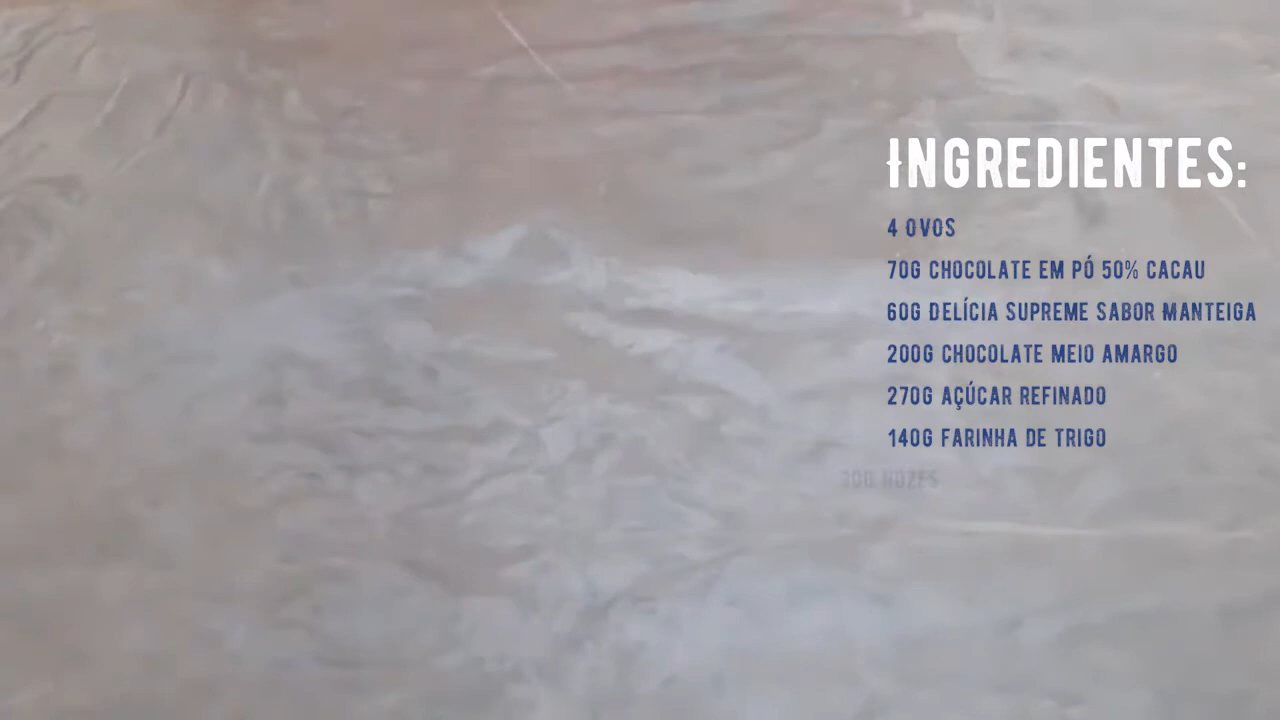 INGREDIENTES:
4 OVOS
70G CHOCOLATE EM PÓ 50% CACAU
60G DELÍCIA SUPREME SABOR MANTEIGA
200G CHOCOLATE MEIO AMARGO
270G AÇÚCAR REFINADO
140G FARINHA DE TRIGO
NOZES